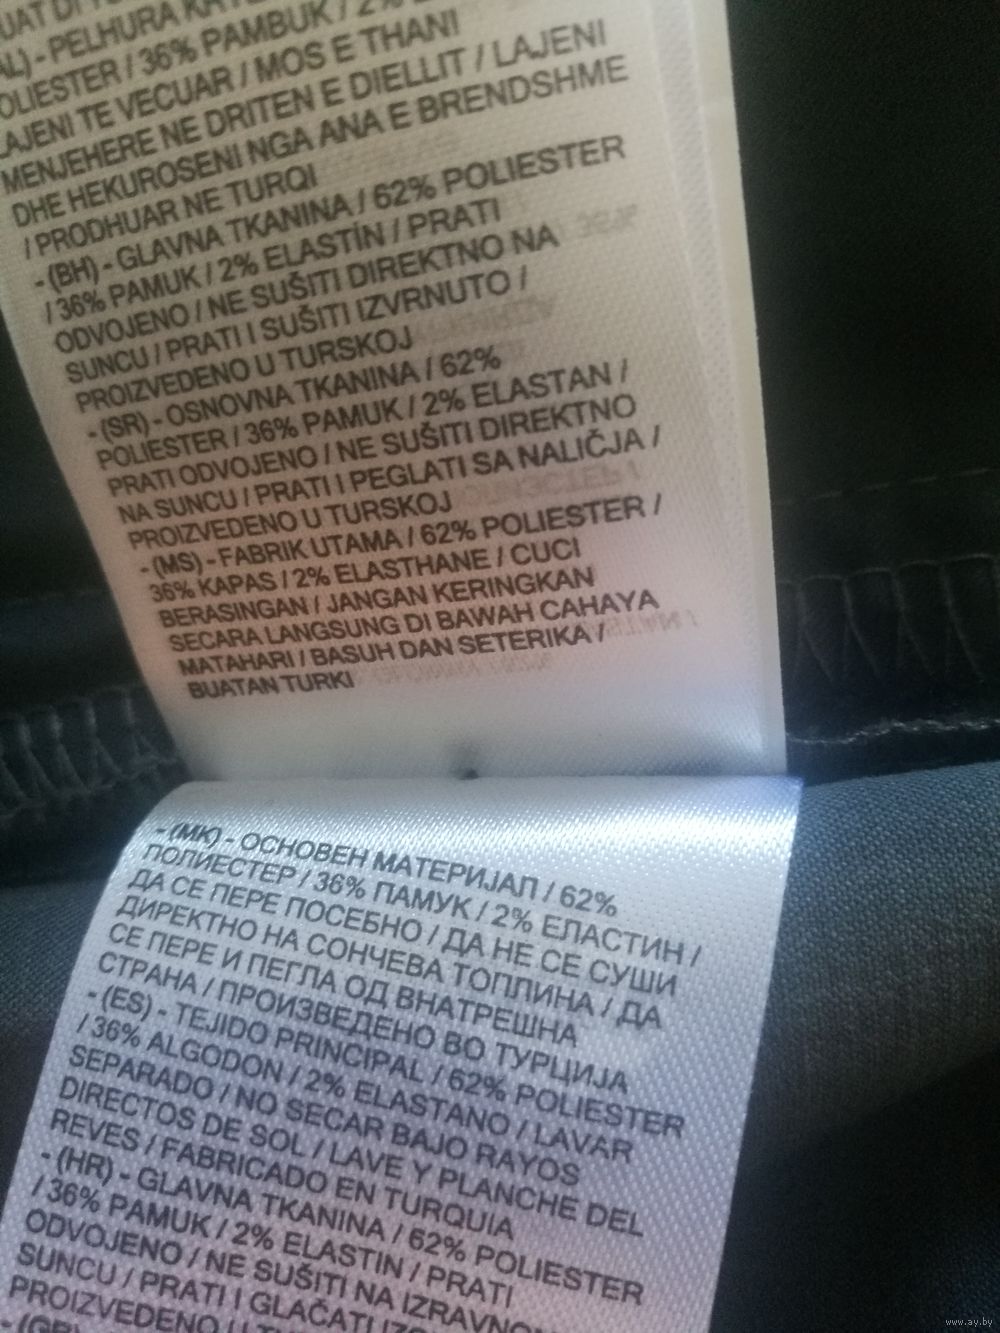 AL) - PELHURA
POLIESTER / 36% PAMBUK / 2%
LAJENI TE VECUAR / MOS E THANI
MENJEHERE NE DRITEN E DIELLIT / LAJENI
DHE HEKUROSENI NGA ANA E BRENDSHME
/ PRODHUAR NE TURQI
- (BH) - GLAVNA TKANINA / 62% POLIESTER
/ 36% PAMUK / 2% ELASTİN / PRATI
ODVOJENO / NE SUŠITI DIREKTNO NA
SUNCU / PRATI I SUŠITI IZVRNUTO /
PROIZVEDENO U TURSKOJ
- (SR) - OSNOVNA TKANINA / 62%
POLIESTER / 36% PAMUK / 2% ELASTAN /
PRATI ODVOJENO / NE SUŠITI DIREKTNO
NA SUNCU / PRATI I PEGLATI SA NALIČJA /
PROIZVEDENO U TURSKOJ
- (MS) - FABRIK UTAMA / 62% POLIESTER /
36% KAPAS / 2% ELASTHANE / CUCI
BERASINGAN / JANGAN KERINGKAN
SECARA LANGSUNG DI BAWAH CAHAYA
MATAHARI / BASUH DAN SETERIKA /
BUATAN TURKI
- (MK) - ОСНОВЕН МАТЕРИЈАЛ / 62%
ПОЛИЕСТЕР / 36% ПАМУК / 2% ЕЛАСТИН /
ДА СЕ ПЕРЕ ПОСЕБНО / ДА НЕ СЕ СУШИ
ДИРЕКТНО НА СОНЧЕВА ТОПЛИНА / ДА
СЕ ПЕРЕ И ПЕГЛА ОД ВНАТРЕШНА
СТРАНА / ПРОИЗВЕДЕНО ВО ТУРЦИЈА
- (ES) - TEJIDO PRINCIPAL / 62% POLIESTER
/ 36% ALGODON / 2% ELASTANO / LAVAR
SEPARADO / NO SECAR BAJO RAYOS
DIRECTOS DE SOL / LAVE Y PLANCHE DEL
REVES / FABRICADO EN TURQUIA
- (HR) - GLAVNA TKANINA / 62% POLIESTER
/ 36% PAMUK / 2% ELASTIN / PRATI
ODVOJENO / NE SUŠITI NA IZRAVNO
SUNCU / PRATI I GLAČATI
PROIZVEDENO U
www.ay.by